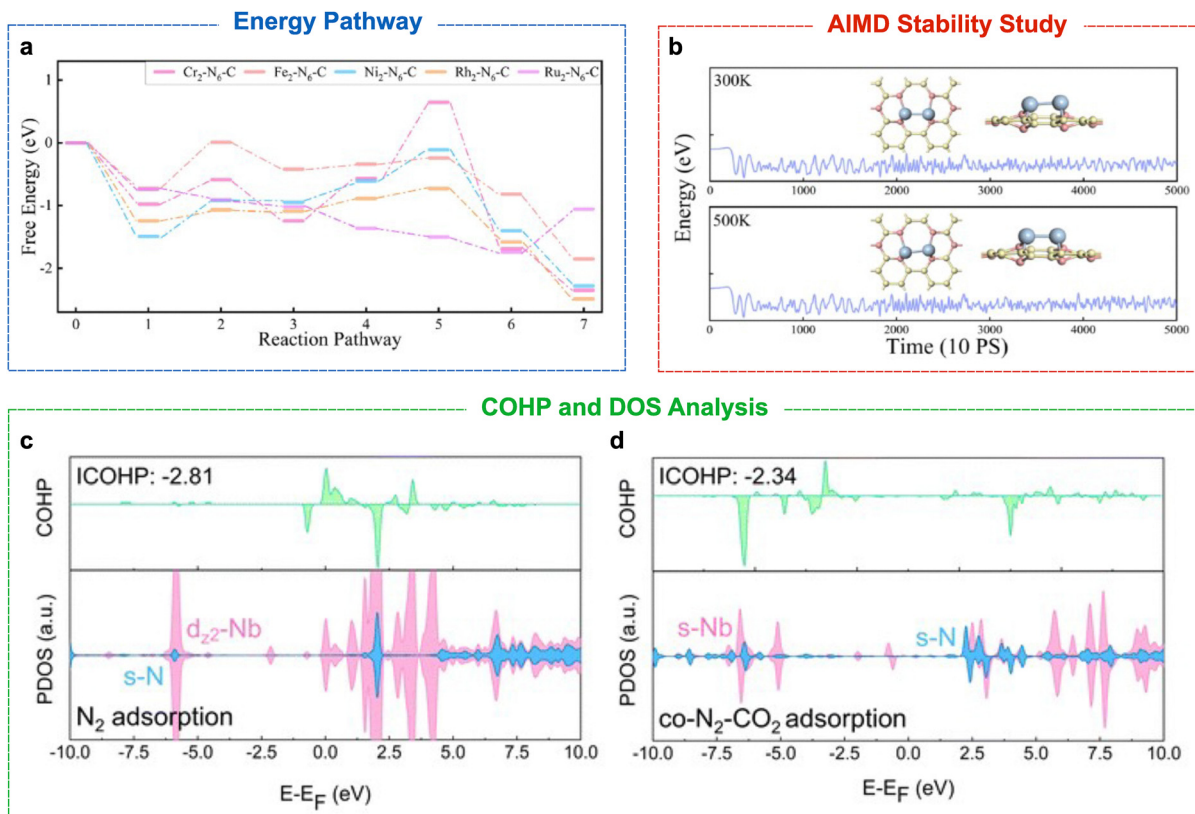 Energy Pathway
a
Cr₂-N₆-C Fe₂-N₆-C Ni₂-N₆-C Rh₂-N₆-C Ru₂-N₆-C
Free Energy (eV)
1
0
-1
-2
0 1 2 3 4 5 6 7
Reaction Pathway
AIMD Stability Study
b
Energy (eV)
300K
0 1000 2000 3000 4000 5000
500K
0 1000 2000 3000 4000 5000
Time (10 PS)
COHP and DOS Analysis
c
COHP
ICOHP: -2.81
PDOS (a.u.)
d_z2-Nb
s-N
N₂ adsorption
-10.0 -7.5 -5.0 -2.5 0.0 2.5 5.0 7.5 10.0
E-E_F (eV)
d
COHP
ICOHP: -2.34
PDOS (a.u.)
s-Nb
s-N
co-N₂-CO₂ adsorption
-10.0 -7.5 -5.0 -2.5 0.0 2.5 5.0 7.5 10.0
E-E_F (eV)